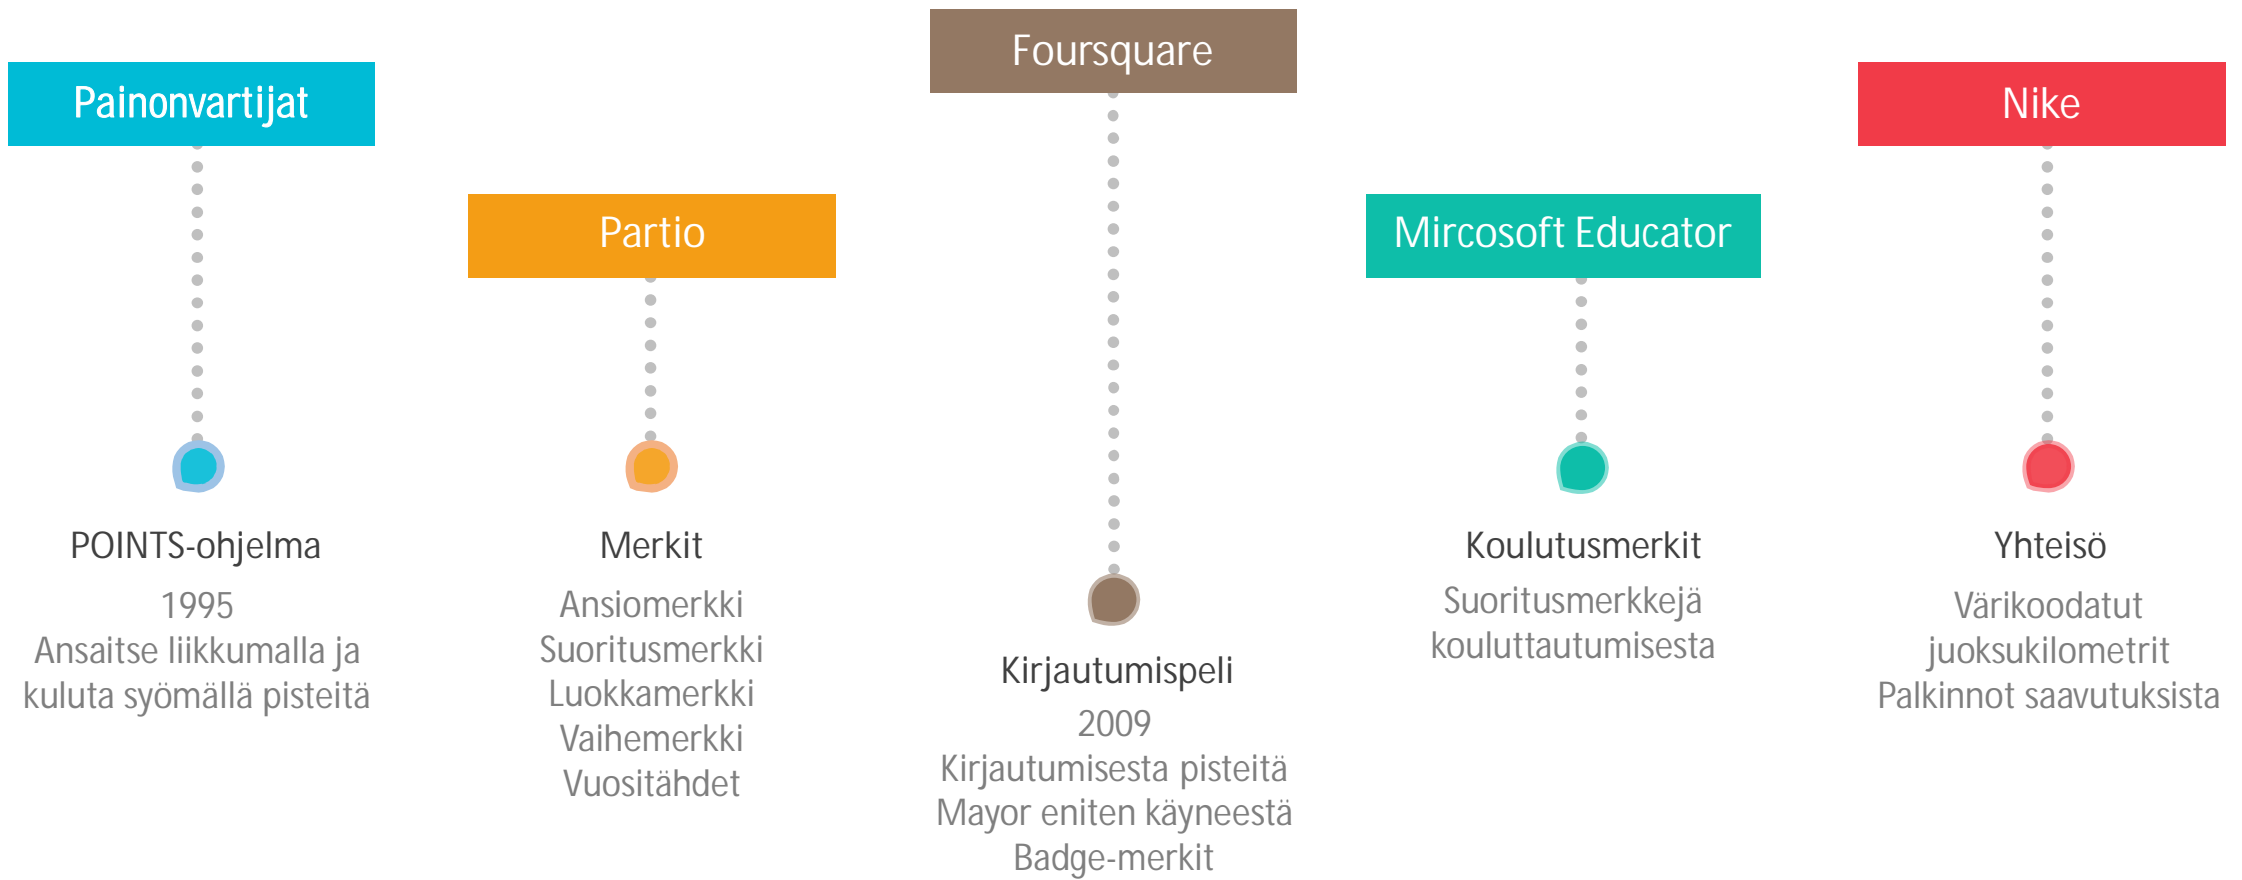 Painonvartijat
POINTS-ohjelma
1995
Ansaitse liikkumalla ja
kuluta syömällä pisteitä
Partio
Merkit
Ansiomerkki
Suoritusmerkki
Luokkamerkki
Vaihemerkki
Vuositähdet
Foursquare
Kirjautumispeli
2009
Kirjautumisesta pisteitä
Mayor eniten käyneestä
Badge-merkit
Mircosoft Educator
Koulutusmerkit
Suoritusmerkkejä
kouluttautumisesta
Nike
Yhteisö
Värikoodatut
juoksukilometrit
Palkinnot saavutuksista